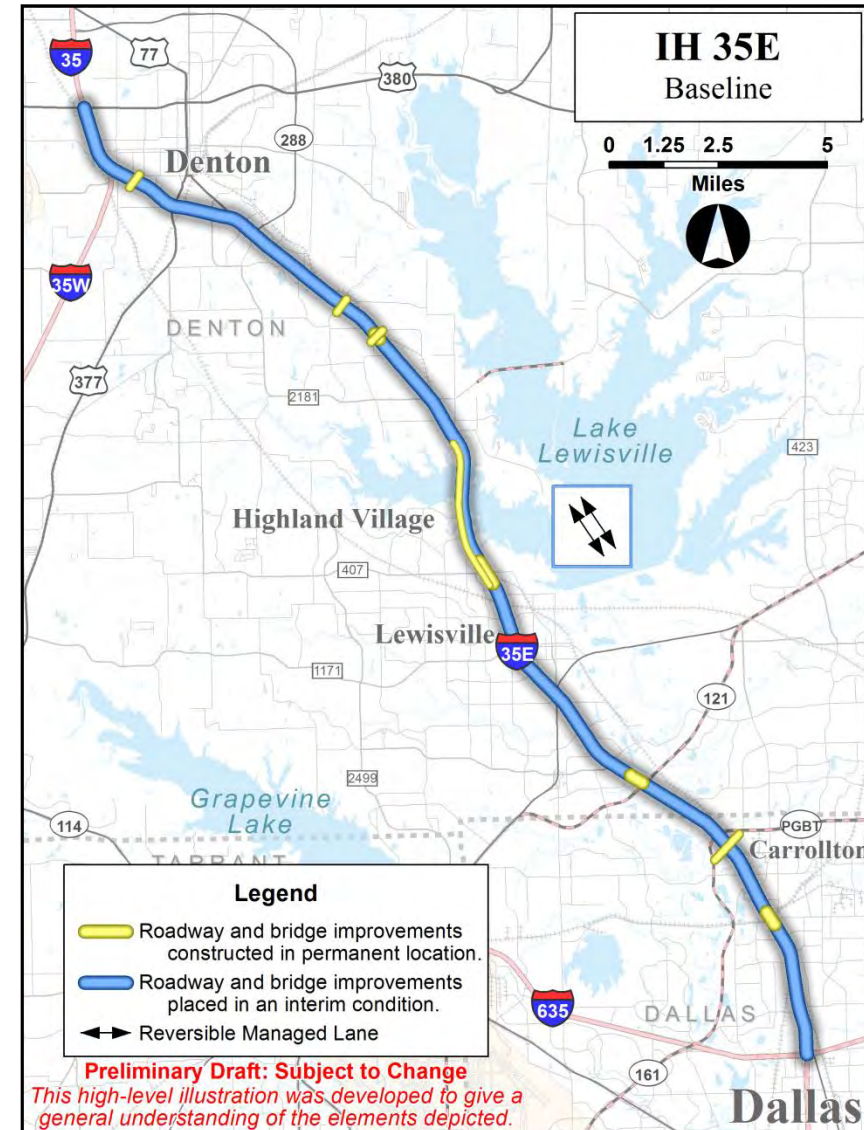 IH 35E
Baseline
0 1.25 2.5 5
Miles
35
77
380
288
Denton
35W
DENTON
377
2181
Lake
Lewisville
423
Highland Village
407
Lewisville
35E
1171
121
2499
Grapevine
Lake
114
PGBT
Carrollton
TARRANT
Legend
Roadway and bridge improvements
constructed in permanent location.
Roadway and bridge improvements
placed in an interim condition.
Reversible Managed Lane
635
DALLAS
161
Dallas
Preliminary Draft: Subject to Change
This high-level illustration was developed to give a
general understanding of the elements depicted.